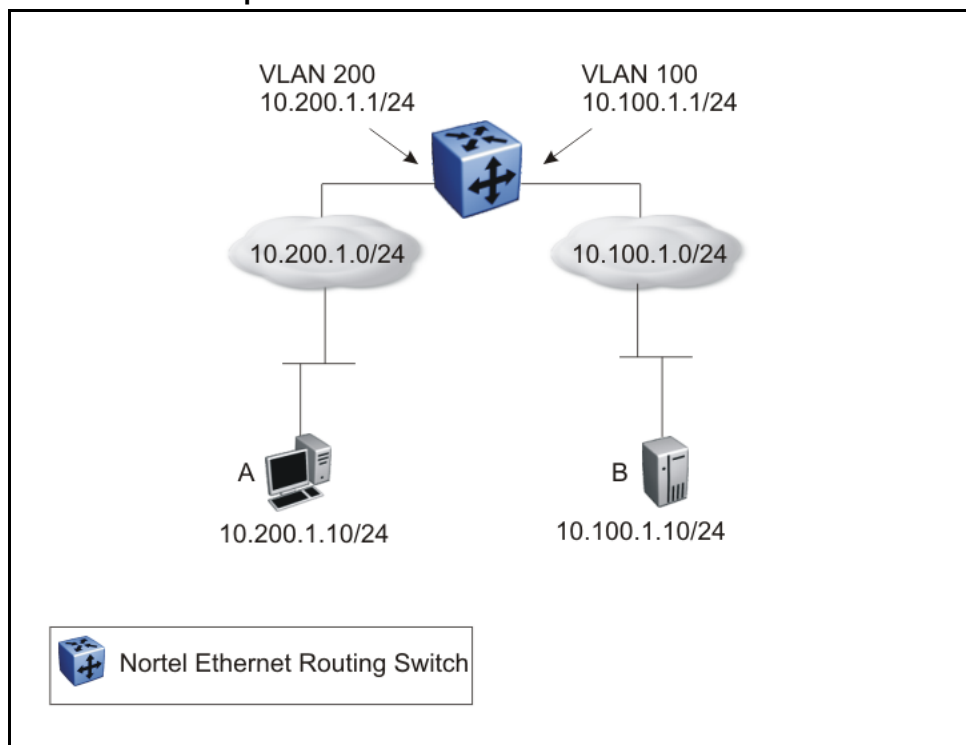 VLAN 200
10.200.1.1/24
VLAN 100
10.100.1.1/24
10.200.1.0/24
10.100.1.0/24
A
10.200.1.10/24
B
10.100.1.10/24
Nortel Ethernet Routing Switch